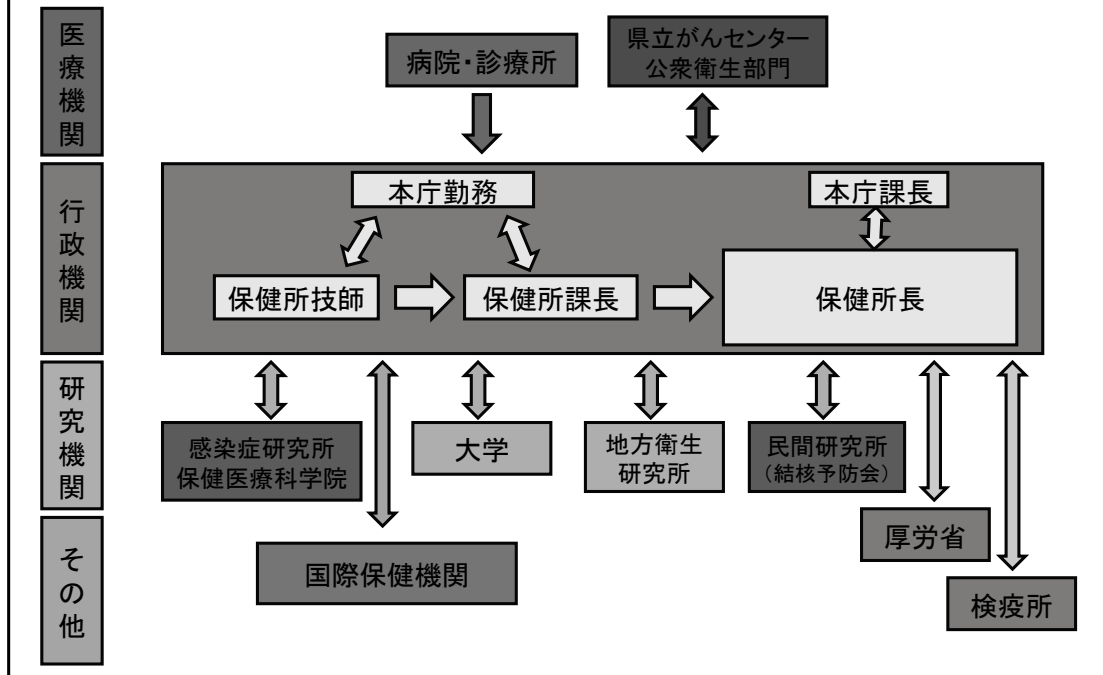 医療機関
病院・診療所
県立がんセンター
公衆衛生部門
行政機関
本庁勤務
本庁課長
保健所技師
保健所課長
保健所長
研究機関
感染症研究所
保健医療科学院
大学
地方衛生
研究所
民間研究所
（結核予防会）
その他
国際保健機関
厚労省
検疫所